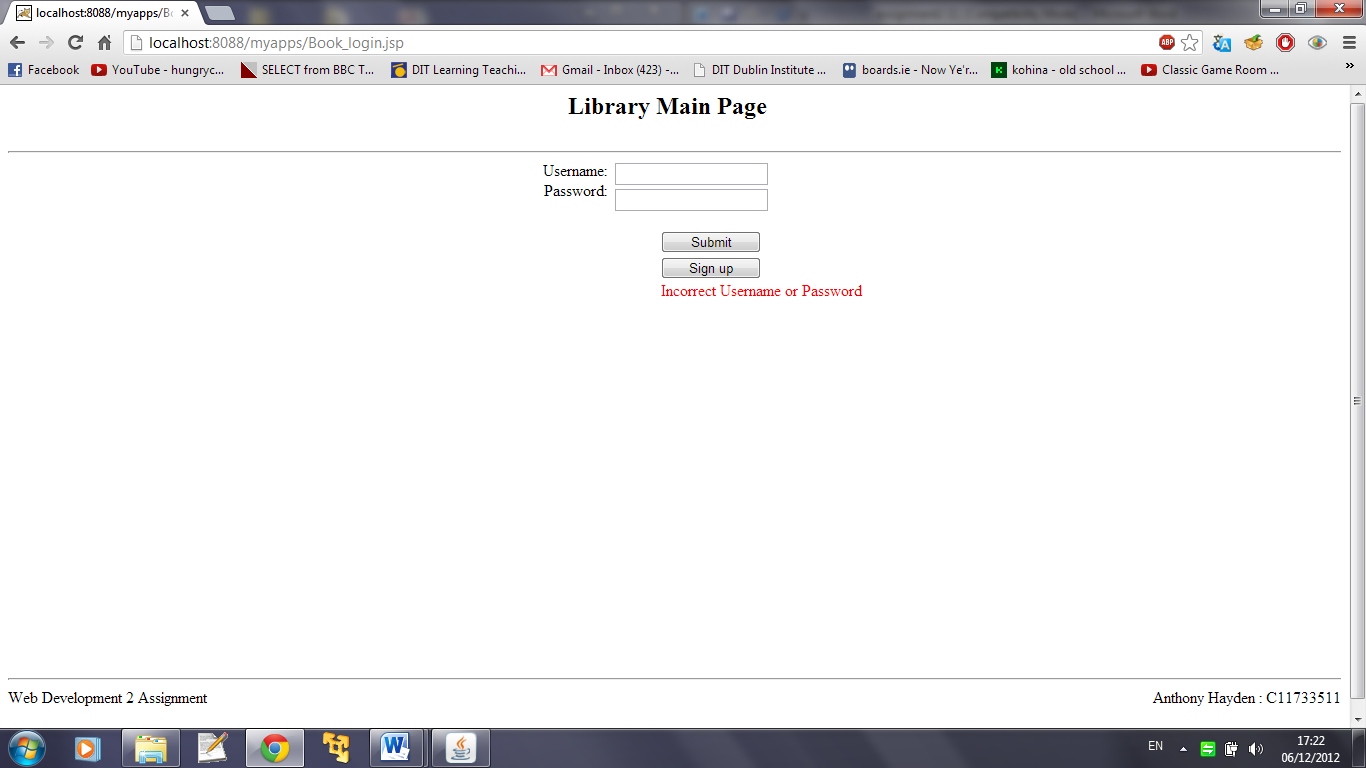 localhost:8088/myapps/Bo
localhost:8088/myapps/Book_login.jsp
ABP
Facebook YouTube - hungryc... SELECT from BBC T... DIT Learning Teachi... Gmail - Inbox (423) -... DIT Dublin Institute ... boards.ie - Now Ye'r... kohina - old school ... Classic Game Room ... »
Library Main Page
Username:
Password:
Submit
Sign up
Incorrect Username or Password
Web Development 2 Assignment Anthony Hayden : C11733511
EN 17:22
06/12/2012